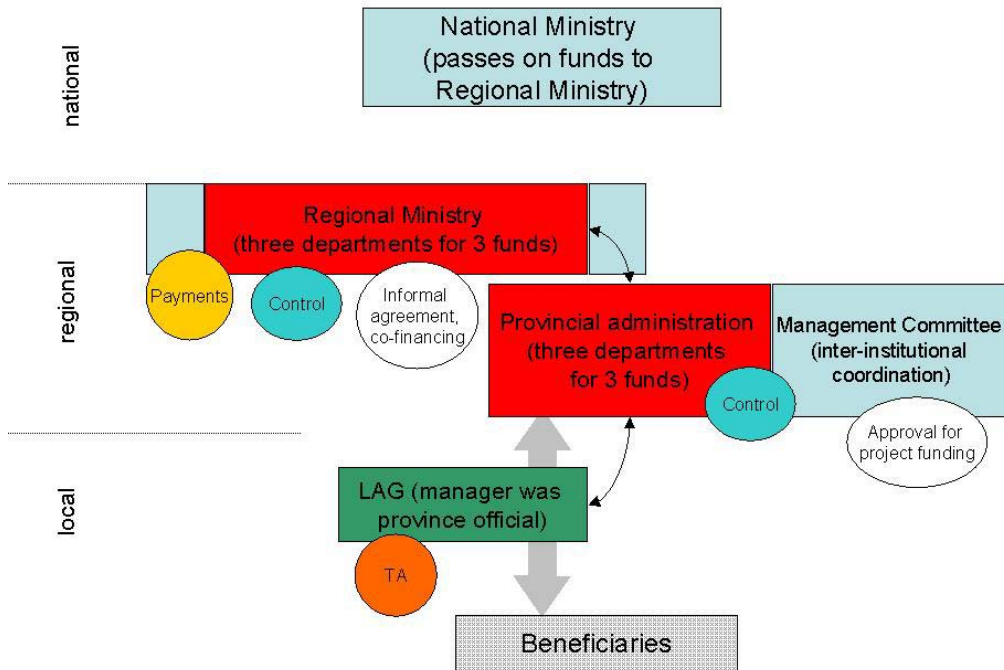 National Ministry
(passes on funds to
Regional Ministry)
national
Regional Ministry
(three departments for 3 funds)
Payments
Control
Informal
agreement,
co-financing
regional
Provincial administration
(three departments
for 3 funds)
Management Committee
(inter-institutional
coordination)
Control
Approval for
project funding
LAG (manager was
province official)
local
TA
Beneficiaries